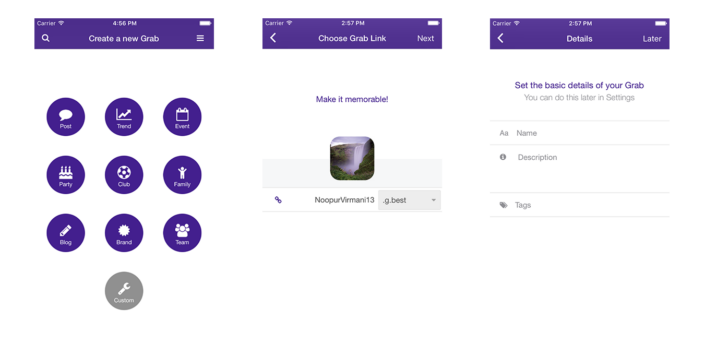 Carrier 4:56 PM
Create a new Grab
Post Trend Event
Party Club Family
Blog Brand Team
Custom
Carrier 2:57 PM
Choose Grab Link Next
Make it memorable!
NoopurVirmani13 .g.best
Carrier 2:57 PM
Details Later
Set the basic details of your Grab
You can do this later in Settings
Aa Name
Description
Tags